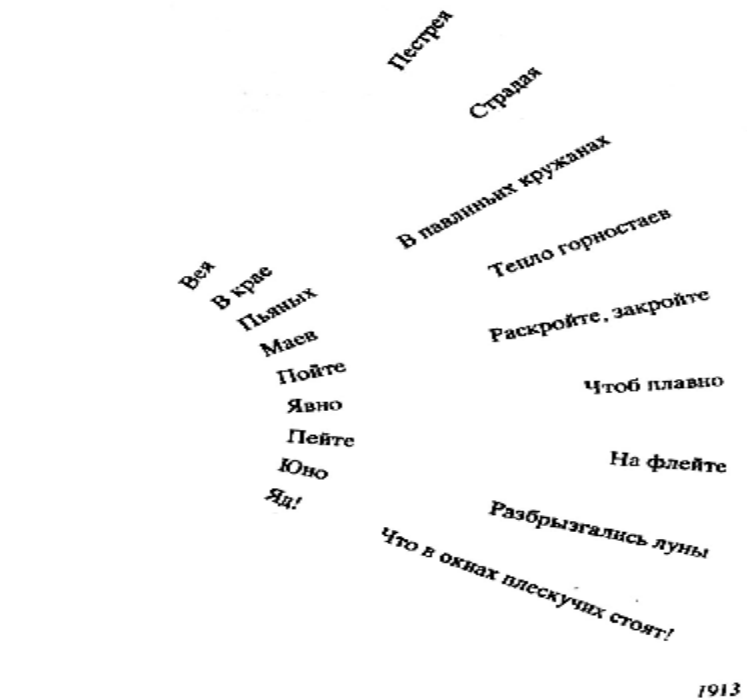 Вея Пестрея
В крае Страдая
Пьяных В павлиньих кружанах
Маев Тепло горностаев
Пойте Раскройте, закройте
Явно Чтоб плавно
Пейте На флейте
Юно Разбрызгались луны
Яд! Что в окнах плескучих стоят!
1913